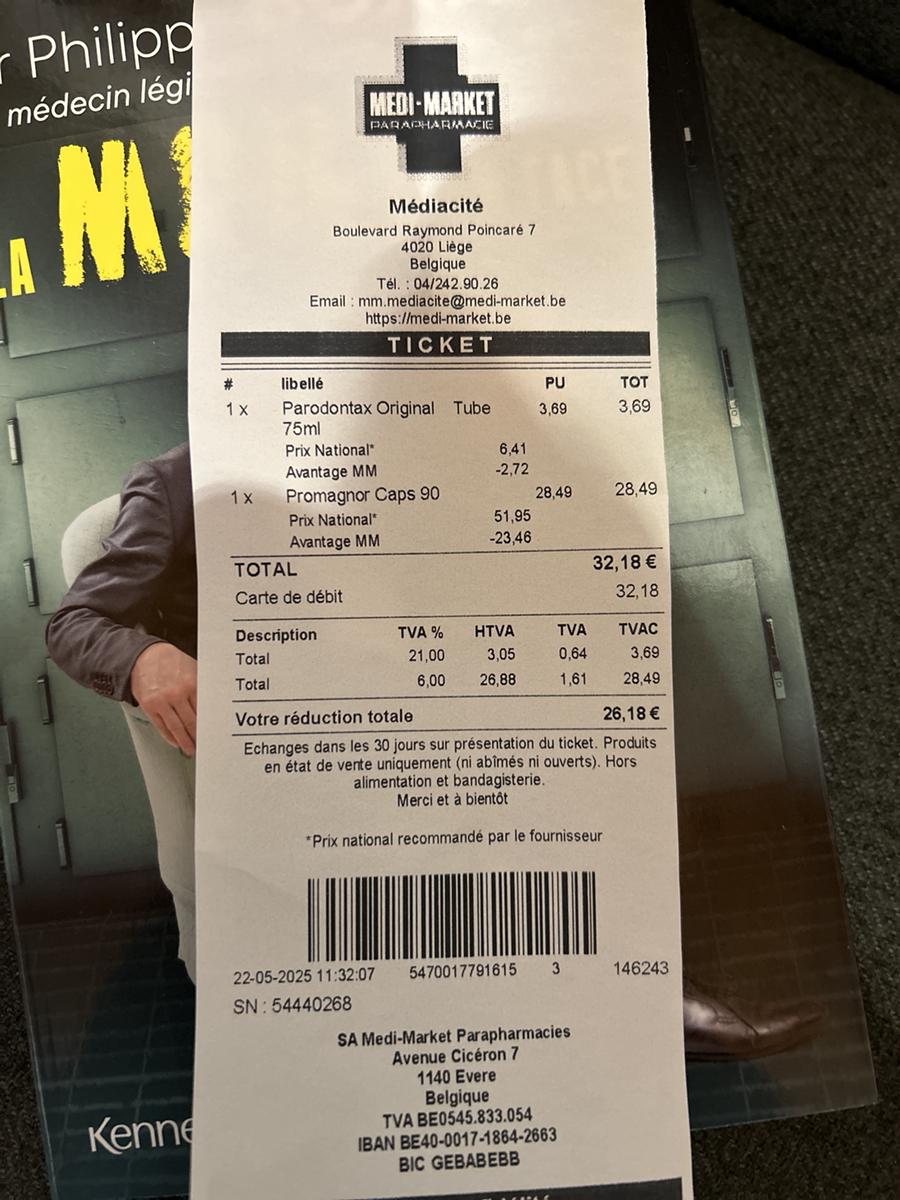 r Philipp
médecin légi
LA M
MEDI-MARKET
PARAPHARMACIE
Médiacité
Boulevard Raymond Poincaré 7
4020 Liège
Belgique
Tél. : 04/242.90.26
Email : mm.mediacite@medi-market.be
https://medi-market.be
TICKET
# libellé PU TOT
1 x Parodontax Original Tube 3,69 3,69
75ml
Prix National* 6,41
Avantage MM -2,72
1 x Promagnor Caps 90 28,49 28,49
Prix National* 51,95
Avantage MM -23,46
TOTAL 32,18 €
Carte de débit 32,18
Description TVA % HTVA TVA TVAC
Total 21,00 3,05 0,64 3,69
Total 6,00 26,88 1,61 28,49
Votre réduction totale 26,18 €
Echanges dans les 30 jours sur présentation du ticket. Produits
en état de vente uniquement (ni abîmés ni ouverts). Hors
alimentation et bandagisterie.
Merci et à bientôt
*Prix national recommandé par le fournisseur
22-05-2025 11:32:07 5470017791615 3 146243
SN : 54440268
SA Medi-Market Parapharmacies
Avenue Cicéron 7
1140 Evere
Belgique
TVA BE0545.833.054
IBAN BE40-0017-1864-2663
BIC GEBABEBB
Kenne